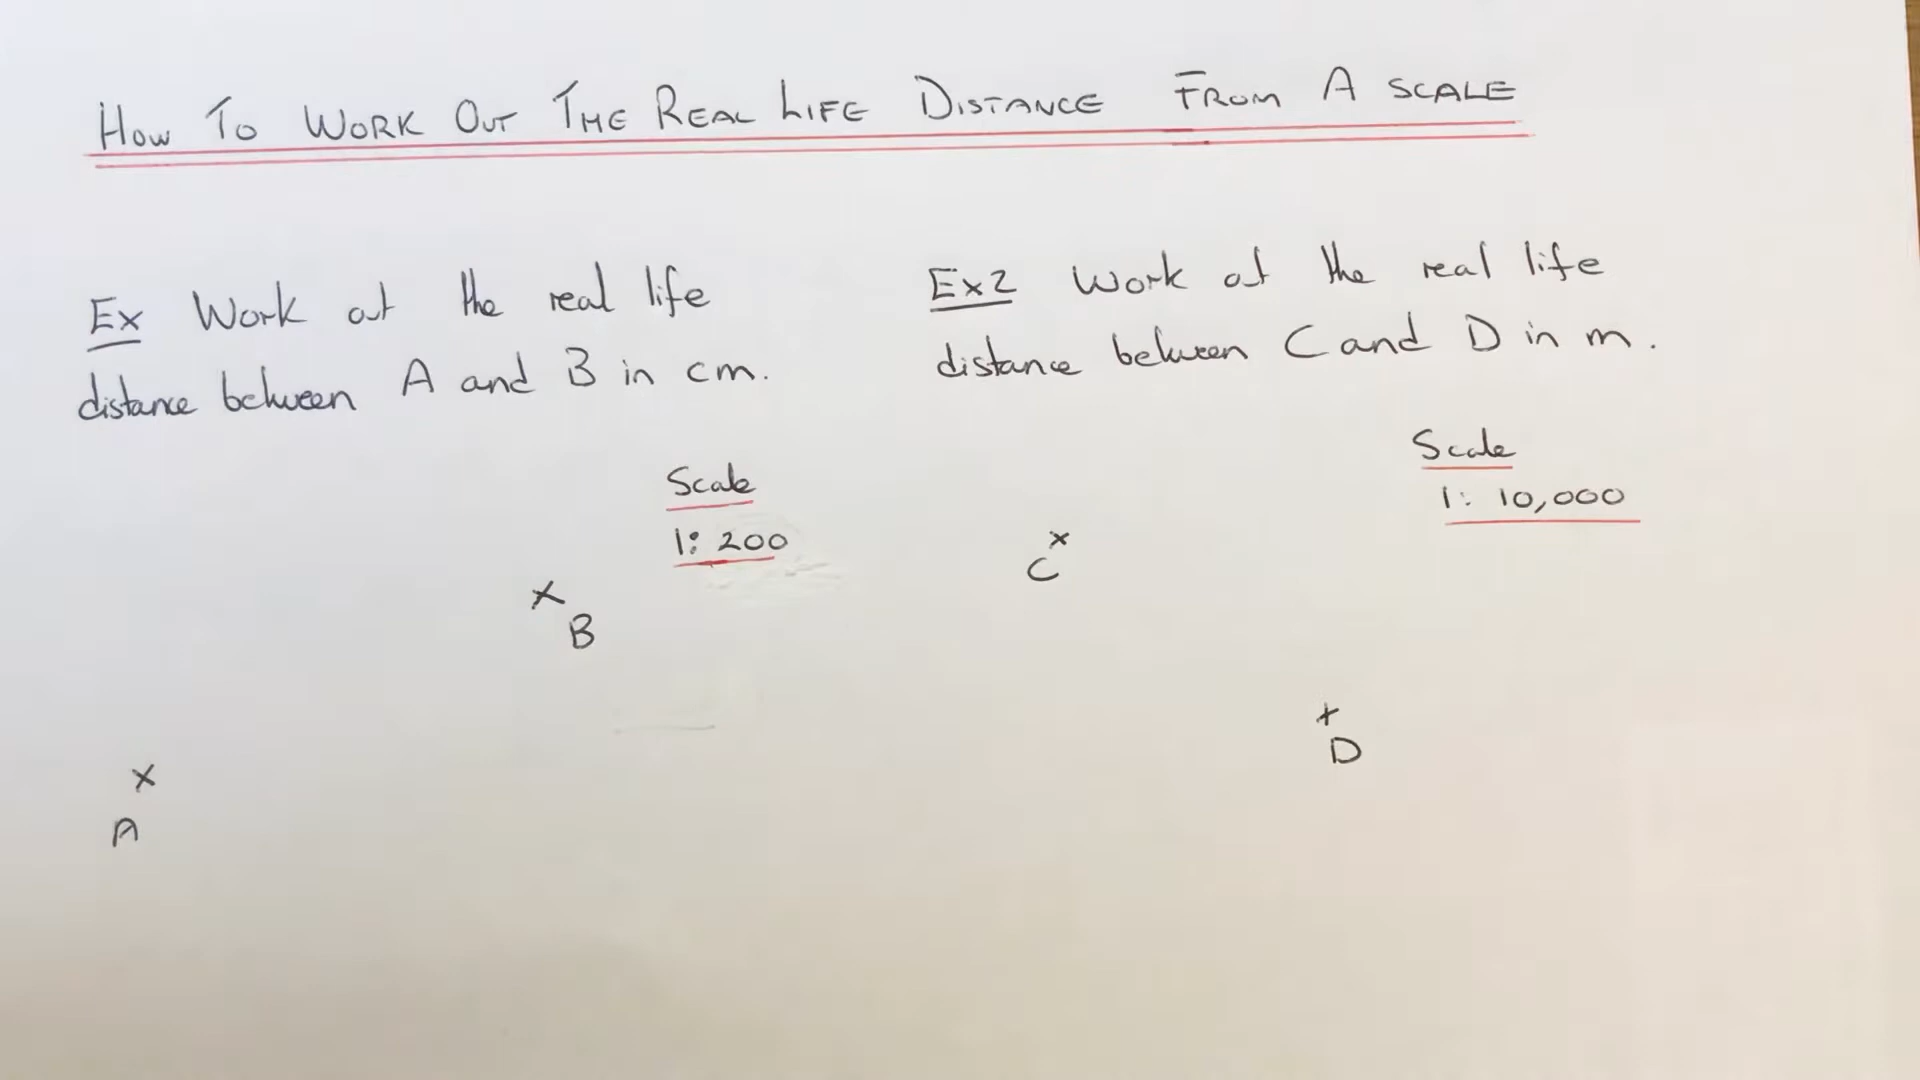 How To Work Out The Real Life Distance From A Scale
Ex Work out the real life
distance between A and B in cm.
Scale
1: 200
B
A
Ex2 Work out the real life
distance between C and D in m.
Scale
1: 10,000
C
D